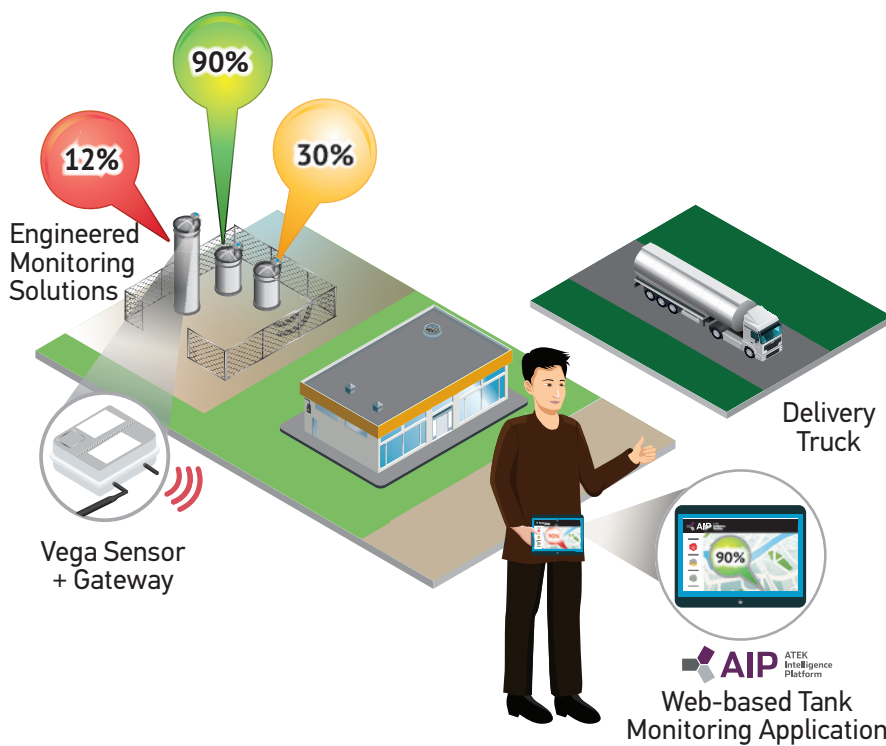 90%
12%
30%
Engineered
Monitoring
Solutions
Delivery
Truck
Vega Sensor
+ Gateway
AIP
90%
AIP ATEK
Intelligence
Platform
Web-based Tank
Monitoring Application